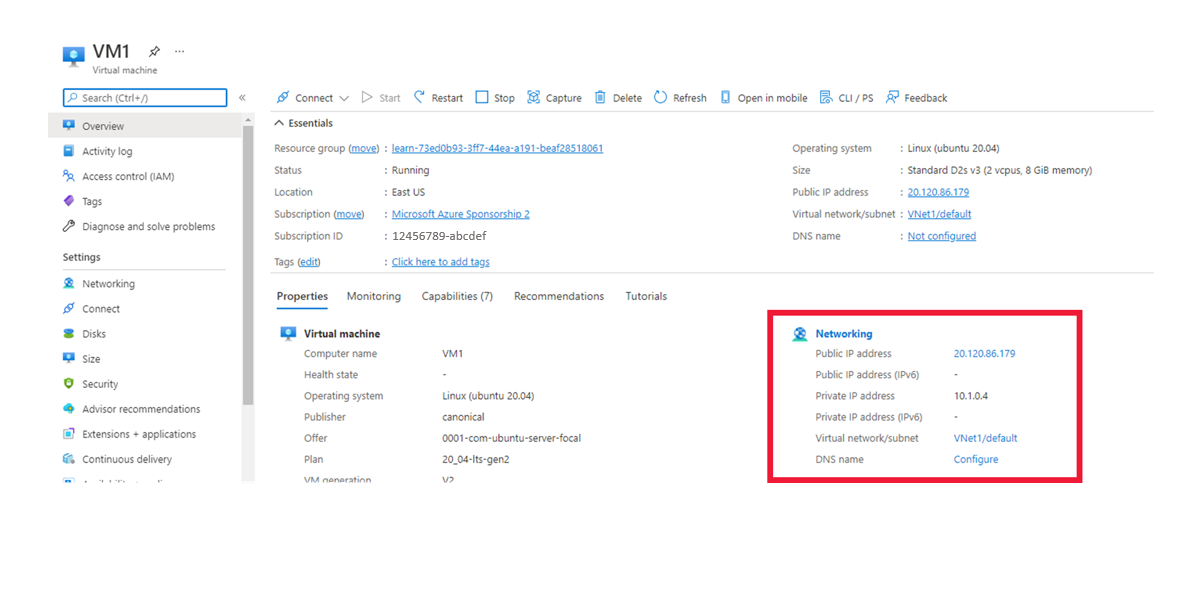 VM1
Virtual machine
Search (Ctrl+/)
«
Overview
Activity log
Access control (IAM)
Tags
Diagnose and solve problems
Settings
Networking
Connect
Disks
Size
Security
Advisor recommendations
Extensions + applications
Continuous delivery
Connect Start Restart Stop Capture Delete Refresh Open in mobile CLI / PS Feedback
Essentials
Resource group (move) : learn-73ed0b93-3ff7-44ea-a191-beaf28518061
Status : Running
Location : East US
Subscription (move) : Microsoft Azure Sponsorship 2
Subscription ID : 12456789-abcdef
Tags (edit) : Click here to add tags
Operating system : Linux (ubuntu 20.04)
Size : Standard D2s v3 (2 vcpus, 8 GiB memory)
Public IP address : 20.120.86.179
Virtual network/subnet : VNet1/default
DNS name : Not configured
Properties Monitoring Capabilities (7) Recommendations Tutorials
Virtual machine
Computer name VM1
Health state -
Operating system Linux (ubuntu 20.04)
Publisher canonical
Offer 0001-com-ubuntu-server-focal
Plan 20_04-lts-gen2
VM generation V2
Networking
Public IP address 20.120.86.179
Public IP address (IPv6) -
Private IP address 10.1.0.4
Private IP address (IPv6) -
Virtual network/subnet VNet1/default
DNS name Configure